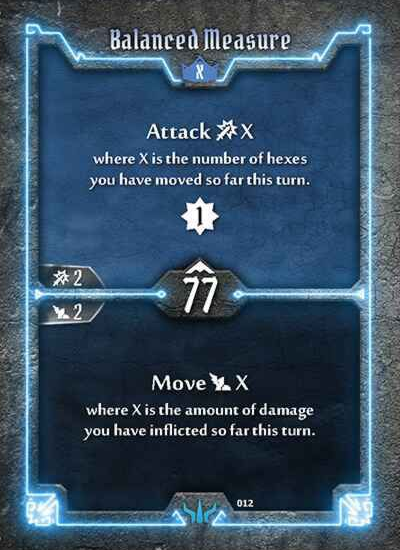 Balanced Measure
X
Attack X
where X is the number of hexes
you have moved so far this turn.
1
2
77
2
Move X
where X is the amount of damage
you have inflicted so far this turn.
012